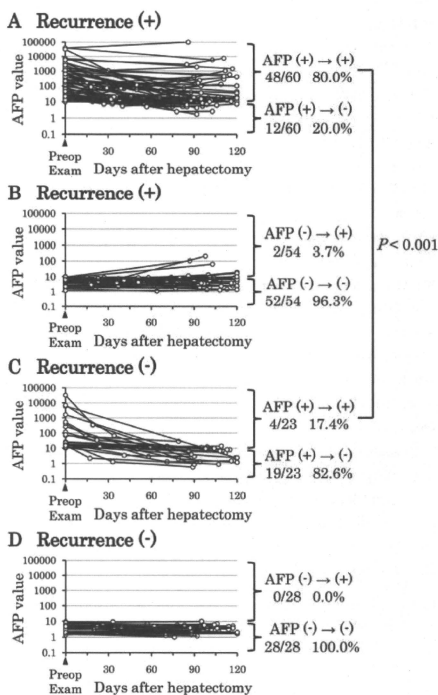 A Recurrence (+)
AFP value
100000
10000
1000
100
10
1
0.1
Preop
Exam
30
60
90
120
Days after hepatectomy
AFP (+) → (+)
48/60 80.0%
AFP (+) → (-)
12/60 20.0%
B Recurrence (+)
AFP value
100000
10000
1000
100
10
1
0.1
Preop
Exam
30
60
90
120
Days after hepatectomy
AFP (-) → (+)
2/54 3.7%
AFP (-) → (-)
52/54 96.3%
P < 0.001
C Recurrence (-)
AFP value
100000
10000
1000
100
10
1
0.1
Preop
Exam
30
60
90
120
Days after hepatectomy
AFP (+) → (+)
4/23 17.4%
AFP (+) → (-)
19/23 82.6%
D Recurrence (-)
AFP value
100000
10000
1000
100
10
1
0.1
Preop
Exam
30
60
90
120
Days after hepatectomy
AFP (-) → (+)
0/28 0.0%
AFP (-) → (-)
28/28 100.0%